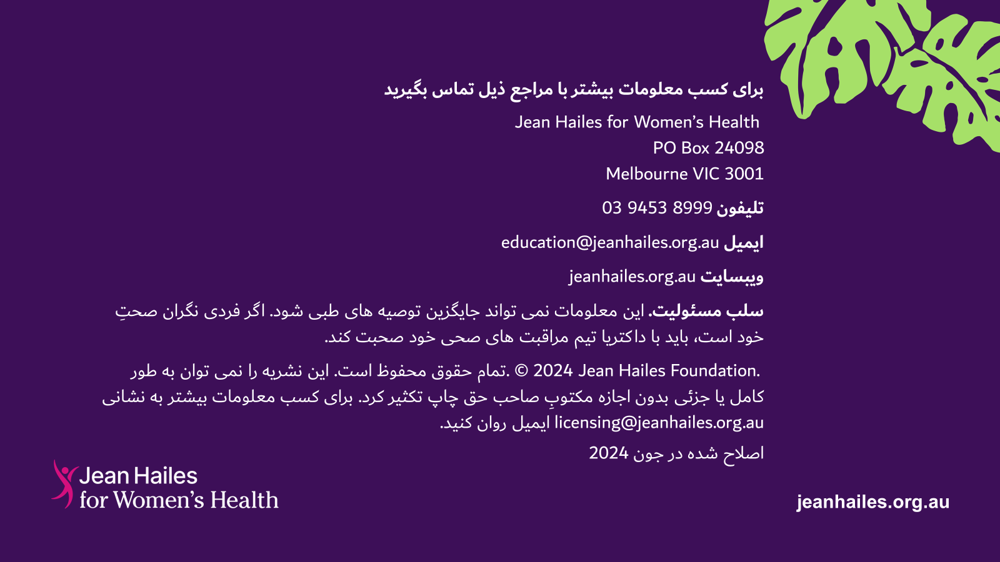 برای کسب معلومات بیشتر با مراجع ذیل تماس بگیرید
Jean Hailes for Women’s Health
PO Box 24098
Melbourne VIC 3001
تلیفون 03 9453 8999
ایمیل education@jeanhailes.org.au
ویبسایت jeanhailes.org.au
سلب مسئولیت. این معلومات نمی تواند جایگزین توصیه های طبی شود. اگر فردی نگران صحتِ
خود است، باید با داکتریا تیم مراقبت های صحی خود صحبت کند.
© 2024 Jean Hailes Foundation. تمام حقوق محفوظ است. این نشریه را نمی توان به طور
کامل یا جزئی بدون اجازه مکتوبِ صاحب حق چاپ تکثیر کرد. برای کسب معلومات بیشتر به نشانی
licensing@jeanhailes.org.au ایمیل روان کنید.
اصلاح شده در جون 2024
Jean Hailes
for Women’s Health
jeanhailes.org.au